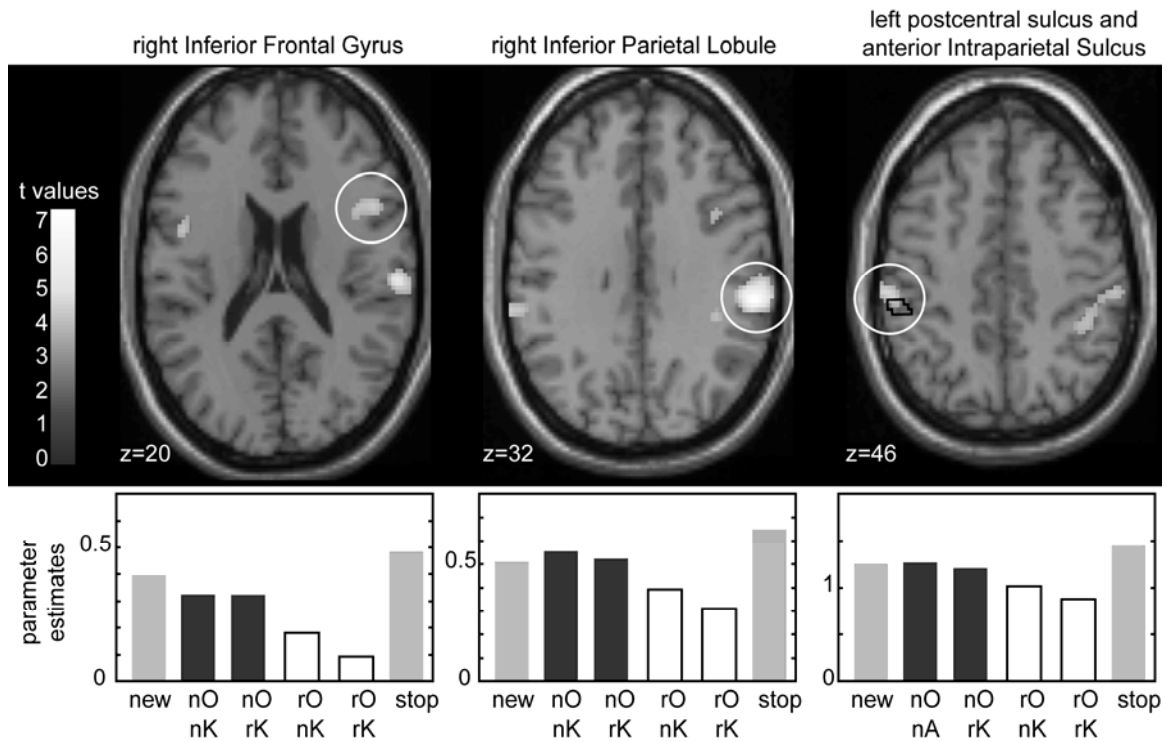 right Inferior Frontal Gyrus
right Inferior Parietal Lobule
left postcentral sulcus and
anterior Intraparietal Sulcus
t values
7
6
5
4
3
2
1
0
z=20
z=32
z=46
parameter
estimates
0.5
0
new nO nO rO rO stop
nK rK nK rK
0.5
0
new nO nO rO rO stop
nK rK nK rK
1
0
new nO nO rO rO stop
nA rK nK rK